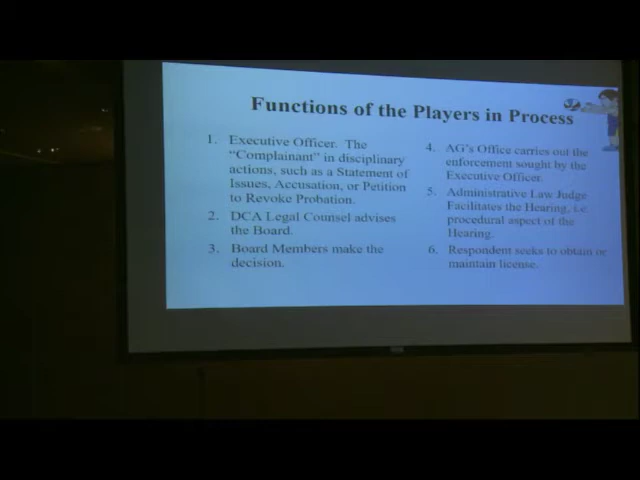 Functions of the Players in Process
1. Executive Officer. The
"Complainant" in disciplinary
actions, such as a Statement of
Issues, Accusation, or Petition
to Revoke Probation.
2. DCA Legal Counsel advises
the Board.
3. Board Members make the
decision.
4. AG's Office carries out the
enforcement sought by the
Executive Officer.
5. Administrative Law Judge
Facilitates the Hearing, i.e.
procedural aspect of the
Hearing.
6. Respondent seeks to obtain or
maintain license.